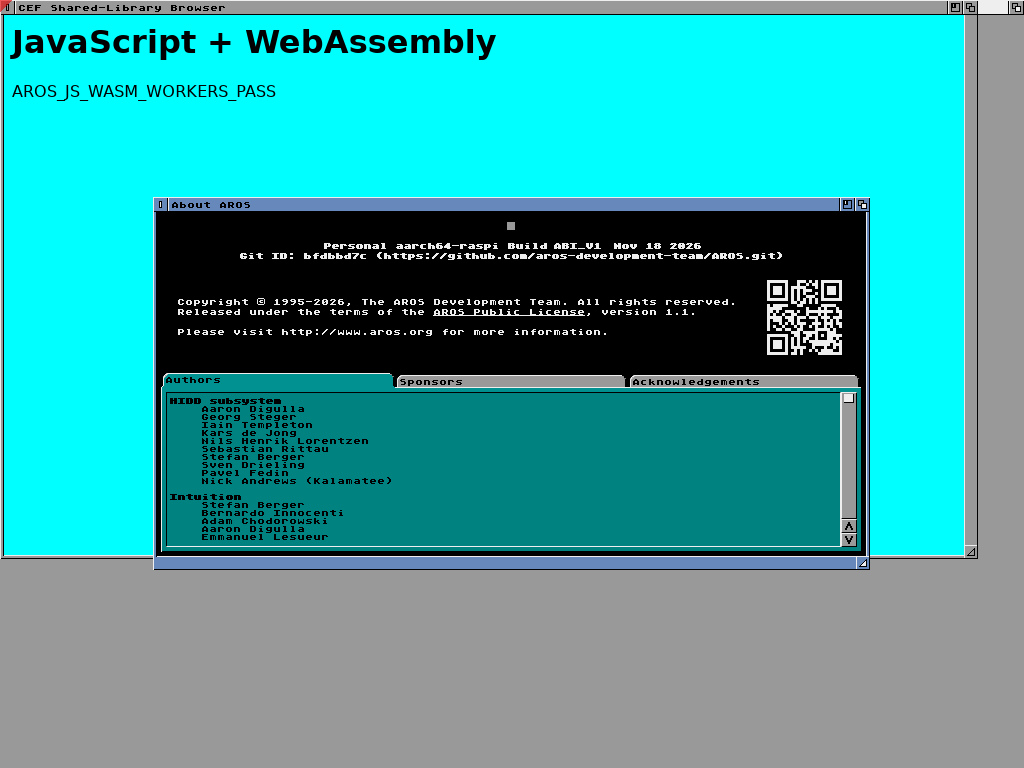 CEF Shared-Library Browser
JavaScript + WebAssembly
AROS_JS_WASM_WORKERS_PASS
About AROS
Personal aarch64-raspi Build ABI_V1 Nov 18 2026
Git ID: bfdbbd7c (https://github.com/aros-development-team/AROS.git)
Copyright © 1995-2026, The AROS Development Team. All rights reserved.
Released under the terms of the AROS Public License, version 1.1.
Please visit http://www.aros.org for more information.
Authors
Sponsors
Acknowledgements
HIDD subsystem
Aaron Digulla
Georg Steger
Iain Templeton
Kars de Jong
Nils Henrik Lorentzen
Sebastian Rittau
Stefan Berger
Sven Drieling
Pavel Fedin
Nick Andrews (Kalamatee)
Intuition
Stefan Berger
Bernardo Innocenti
Adam Chodorowski
Aaron Digulla
Emmanuel Lesueur